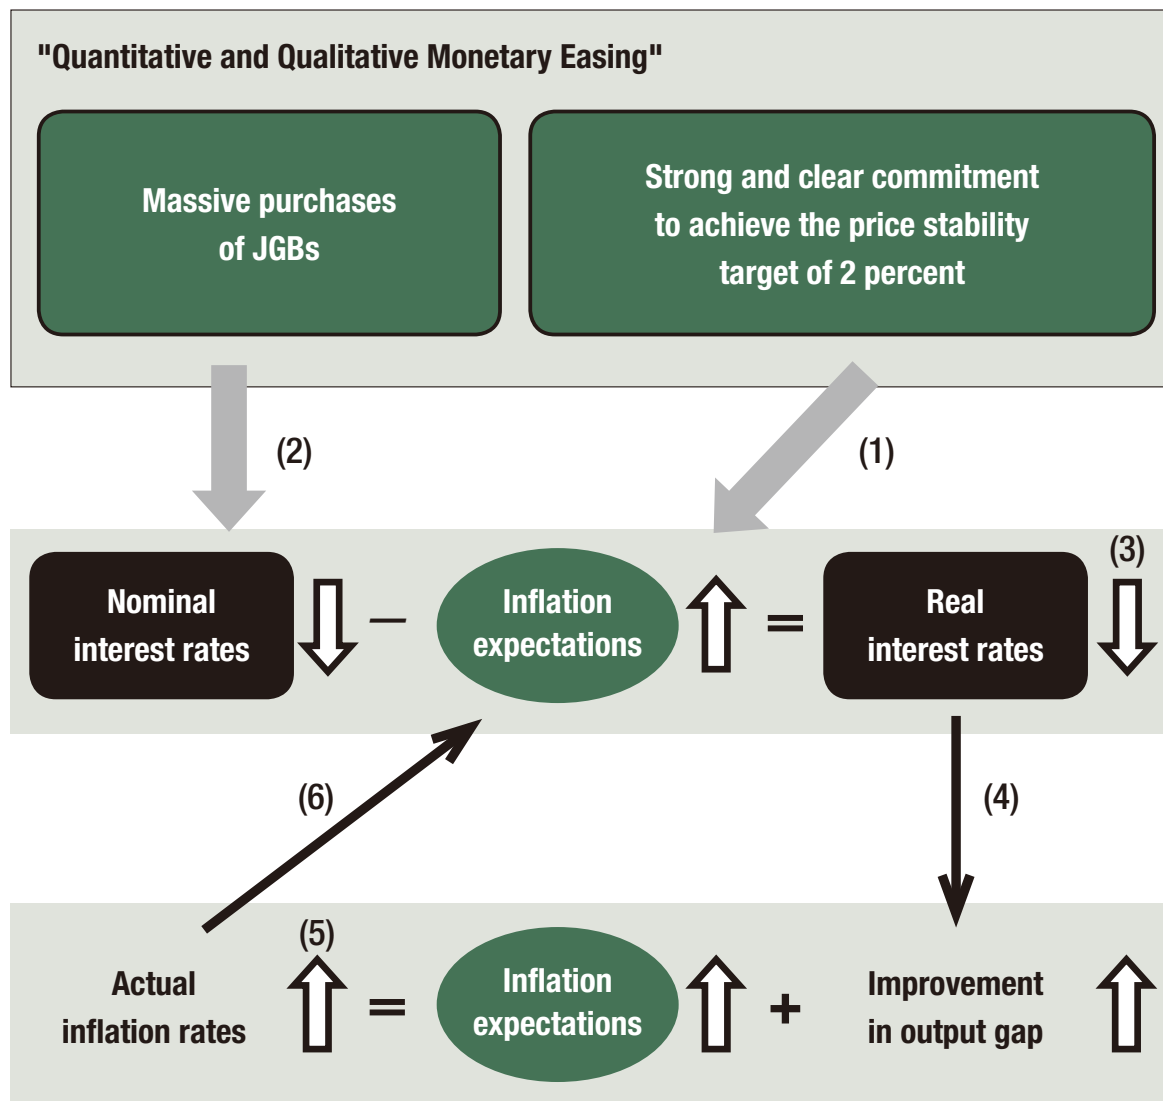 "Quantitative and Qualitative Monetary Easing"
Massive purchases
of JGBs
Strong and clear commitment
to achieve the price stability
target of 2 percent
(2)
(1)
(3)
Nominal
interest rates
–
Inflation
expectations
=
Real
interest rates
(6)
(4)
(5)
Actual
inflation rates
=
Inflation
expectations
+
Improvement
in output gap